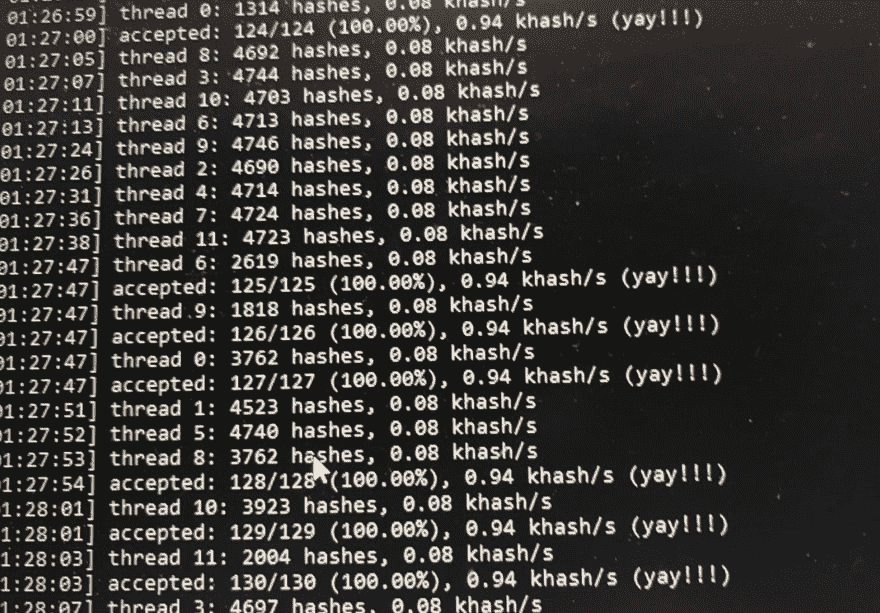 01:26:59] thread 0: 1314 hashes, 0.08 khash/s
01:27:00] accepted: 124/124 (100.00%), 0.94 khash/s (yay!!!)
01:27:05] thread 8: 4692 hashes, 0.08 khash/s
01:27:07] thread 3: 4744 hashes, 0.08 khash/s
01:27:11] thread 10: 4703 hashes, 0.08 khash/s
01:27:13] thread 6: 4713 hashes, 0.08 khash/s
01:27:24] thread 9: 4746 hashes, 0.08 khash/s
01:27:26] thread 2: 4690 hashes, 0.08 khash/s
01:27:31] thread 4: 4714 hashes, 0.08 khash/s
01:27:36] thread 7: 4724 hashes, 0.08 khash/s
01:27:38] thread 11: 4723 hashes, 0.08 khash/s
01:27:47] thread 6: 2619 hashes, 0.08 khash/s
01:27:47] accepted: 125/125 (100.00%), 0.94 khash/s (yay!!!)
01:27:47] thread 9: 1818 hashes, 0.08 khash/s
01:27:47] accepted: 126/126 (100.00%), 0.94 khash/s (yay!!!)
01:27:47] thread 0: 3762 hashes, 0.08 khash/s
01:27:47] accepted: 127/127 (100.00%), 0.94 khash/s (yay!!!)
01:27:51] thread 1: 4523 hashes, 0.08 khash/s
01:27:52] thread 5: 4740 hashes, 0.08 khash/s
01:27:53] thread 8: 3762 hashes, 0.08 khash/s
01:27:54] accepted: 128/128 (100.00%), 0.94 khash/s (yay!!!)
1:28:01] thread 10: 3923 hashes, 0.08 khash/s
1:28:01] accepted: 129/129 (100.00%), 0.94 khash/s (yay!!!)
1:28:03] thread 11: 2004 hashes, 0.08 khash/s
1:28:03] accepted: 130/130 (100.00%), 0.94 khash/s (yay!!!)
1:28:07] thread 3: 4697 hashes, 0.08 khash/s